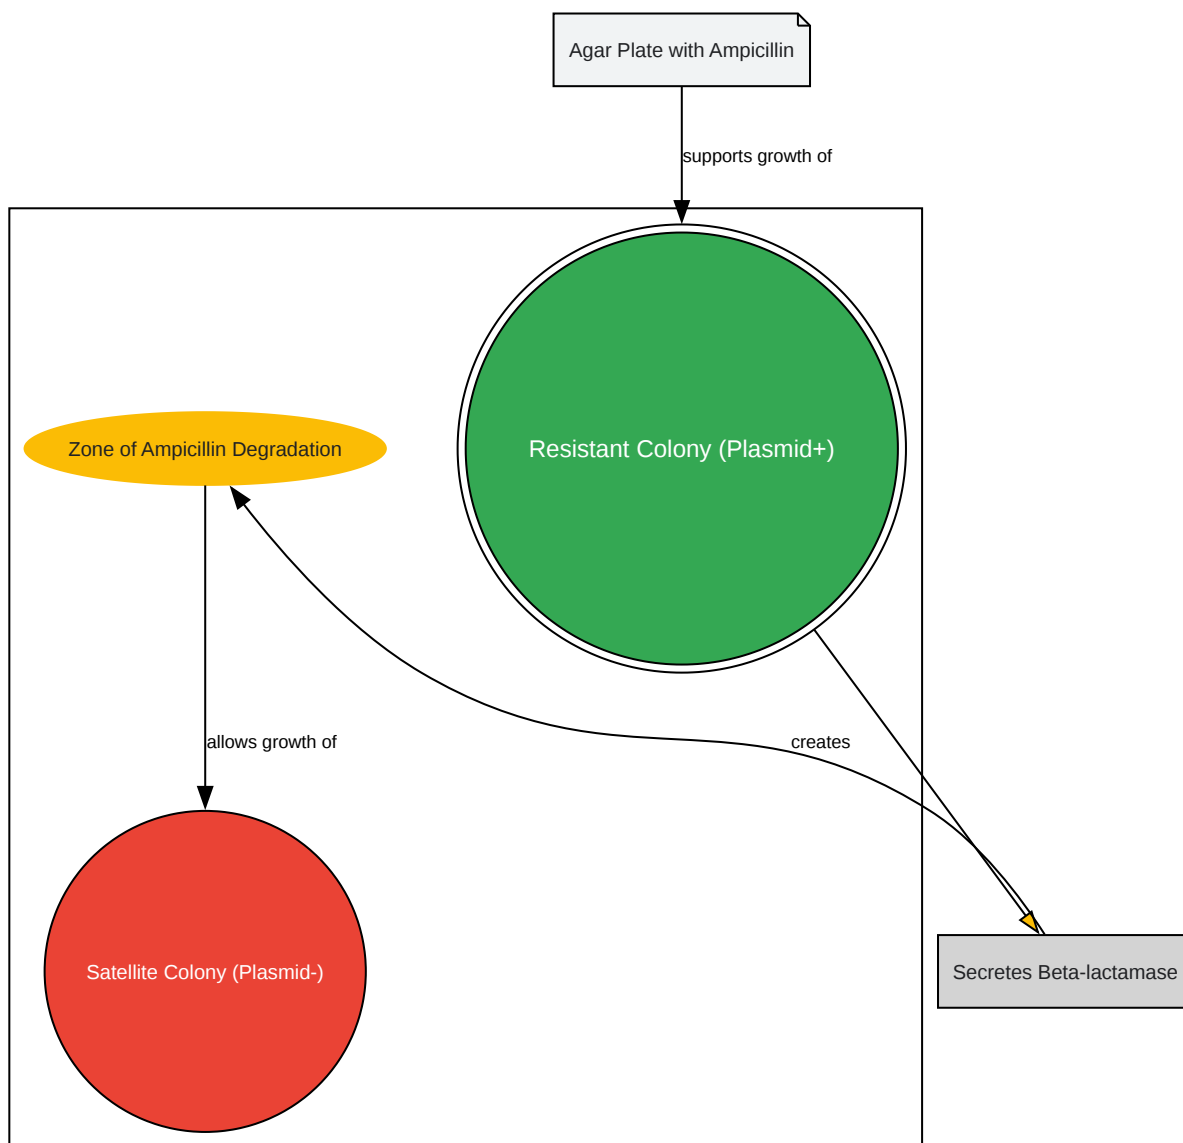 Agar Plate with Ampicillin
supports growth of
Zone of Ampicillin Degradation
Resistant Colony (Plasmid+)
allows growth of
creates
Satellite Colony (Plasmid-)
Secretes Beta-lactamase